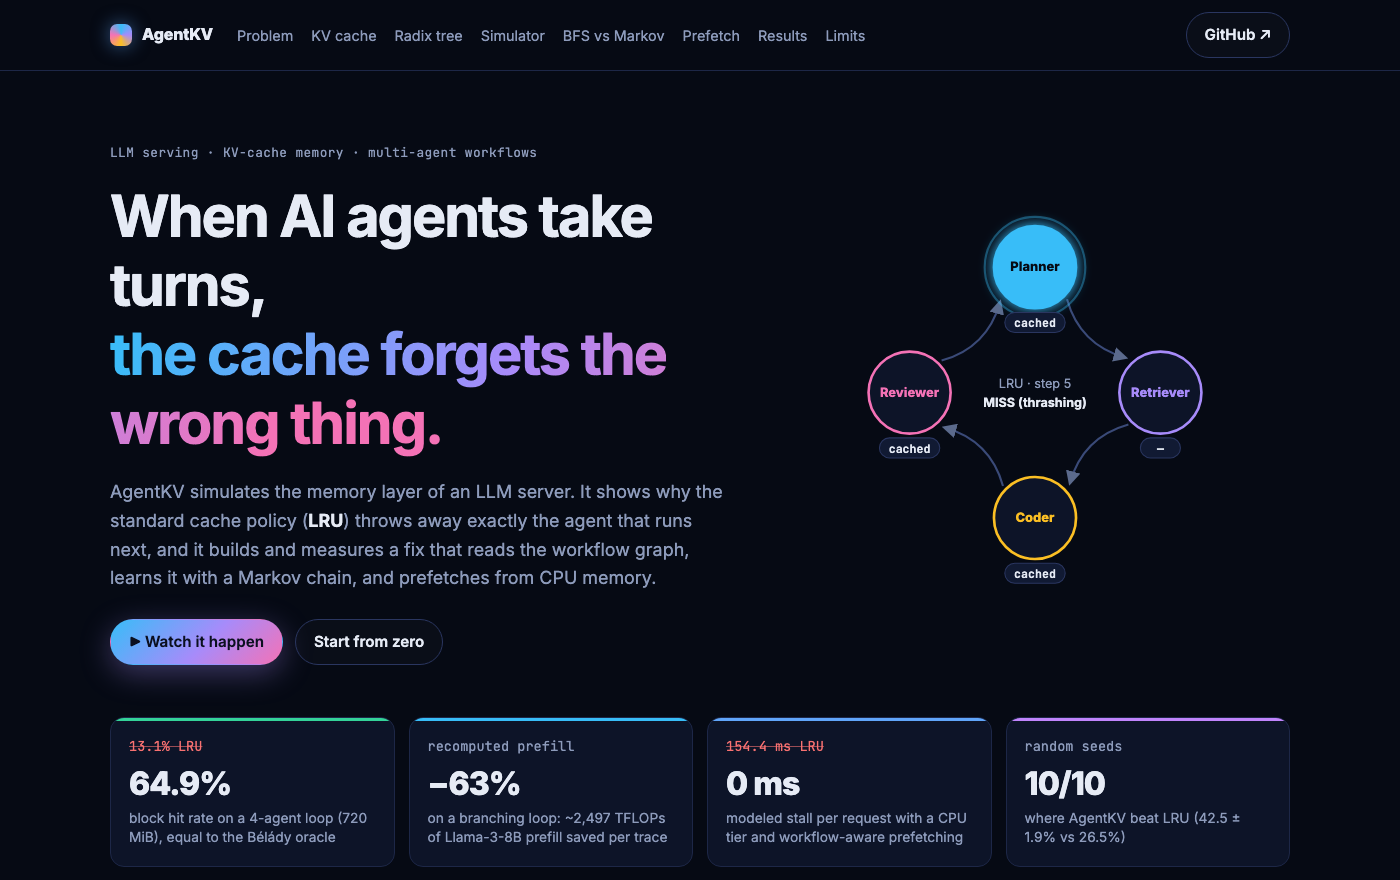 AgentKV
Problem
KV cache
Radix tree
Simulator
BFS vs Markov
Prefetch
Results
Limits
GitHub ↗
LLM serving · KV-cache memory · multi-agent workflows
When AI agents take
turns,
the cache forgets the
wrong thing.
AgentKV simulates the memory layer of an LLM server. It shows why the
standard cache policy (LRU) throws away exactly the agent that runs
next, and it builds and measures a fix that reads the workflow graph,
learns it with a Markov chain, and prefetches from CPU memory.
▶ Watch it happen
Start from zero
Planner
cached
Reviewer
cached
LRU · step 5
MISS (thrashing)
Retriever
–
Coder
cached
13.1% LRU
64.9%
block hit rate on a 4-agent loop (720
MiB), equal to the Bélády oracle
recomputed prefill
−63%
on a branching loop: ~2,497 TFLOPs
of Llama-3-8B prefill saved per trace
154.4 ms LRU
0 ms
modeled stall per request with a CPU
tier and workflow-aware prefetching
random seeds
10/10
where AgentKV beat LRU (42.5 ±
1.9% vs 26.5%)